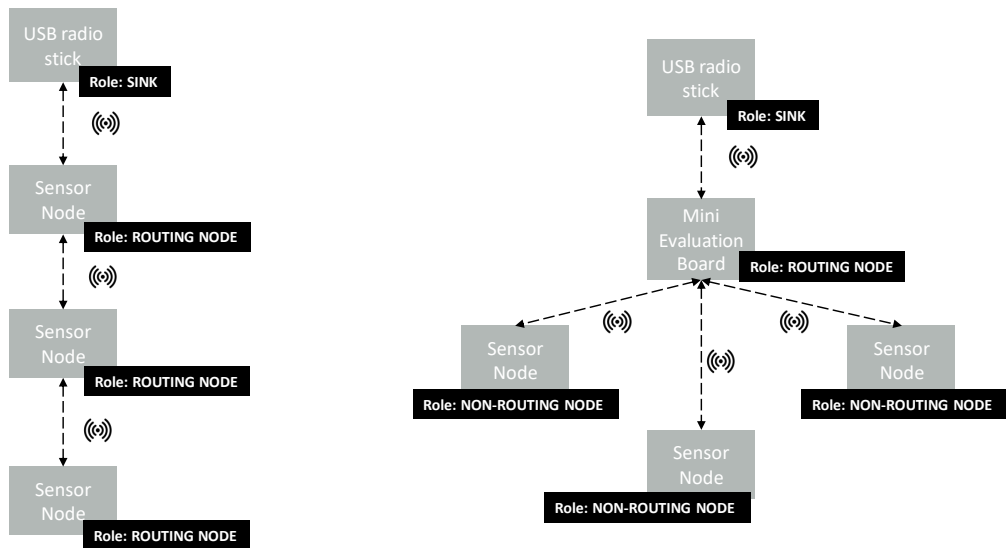 USB radio
stick
Role: SINK
Sensor
Node
Role: ROUTING NODE
Sensor
Node
Role: ROUTING NODE
Sensor
Node
Role: ROUTING NODE
USB radio
stick
Role: SINK
Mini
Evaluation
Board
Role: ROUTING NODE
Sensor
Node
Role: NON-ROUTING NODE
Sensor
Node
Role: NON-ROUTING NODE
Sensor
Node
Role: NON-ROUTING NODE